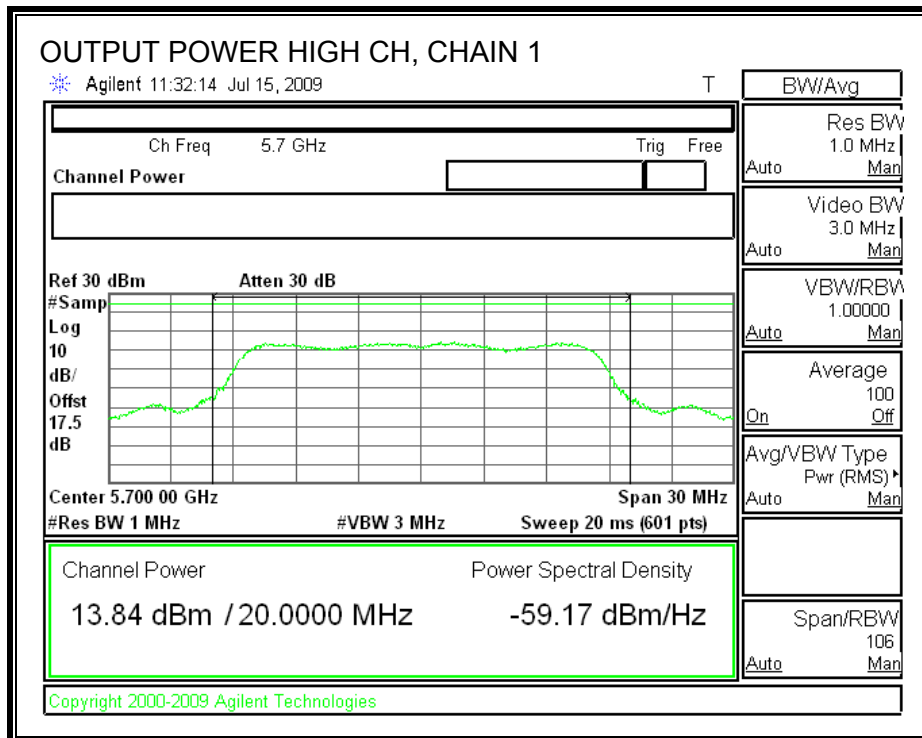 OUTPUT POWER HIGH CH, CHAIN 1
Agilent 11:32:14 Jul 15, 2009 T
BW/Avg
Ch Freq 5.7 GHz Trig Free
Channel Power
Res BW
1.0 MHz
Auto Man
Video BW
3.0 MHz
Auto Man
VBW/RBW
1.00000
Auto Man
Average
100
On Off
Avg/VBW Type
Pwr (RMS)
Auto Man
Span/RBW
106
Auto Man
Ref 30 dBm Atten 30 dB
#Samp
Log
10
dB/
Offst
17.5
dB
Center 5.700 00 GHz Span 30 MHz
#Res BW 1 MHz #VBW 3 MHz Sweep 20 ms (601 pts)
Channel Power Power Spectral Density
13.84 dBm / 20.0000 MHz -59.17 dBm/Hz
Copyright 2000-2009 Agilent Technologies